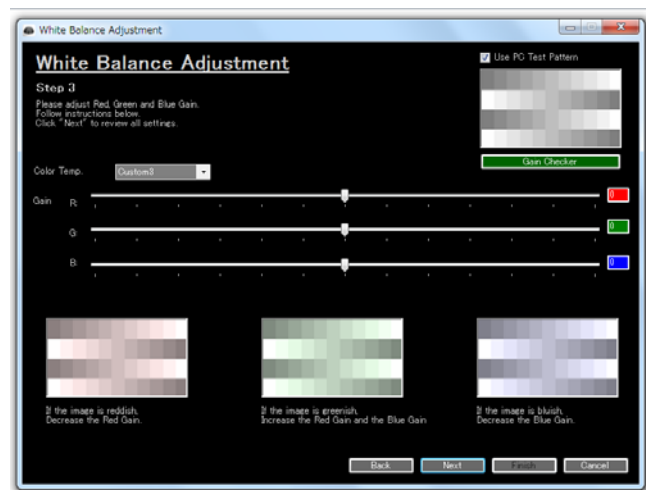 White Balance Adjustment
White Balance Adjustment
Use PC Test Pattern
Step 3
Please adjust Red, Green and Blue Gain.
Follow instructions below.
Click "Next" to review all settings.
Gain Checker
Color Temp.
Custom3
Gain
R
0
G
0
B
0
If the image is reddish,
Decrease the Red Gain.
If the image is greenish,
Increase the Red Gain and the Blue Gain
If the image is bluish,
Decrease the Blue Gain.
Back
Next
Finish
Cancel